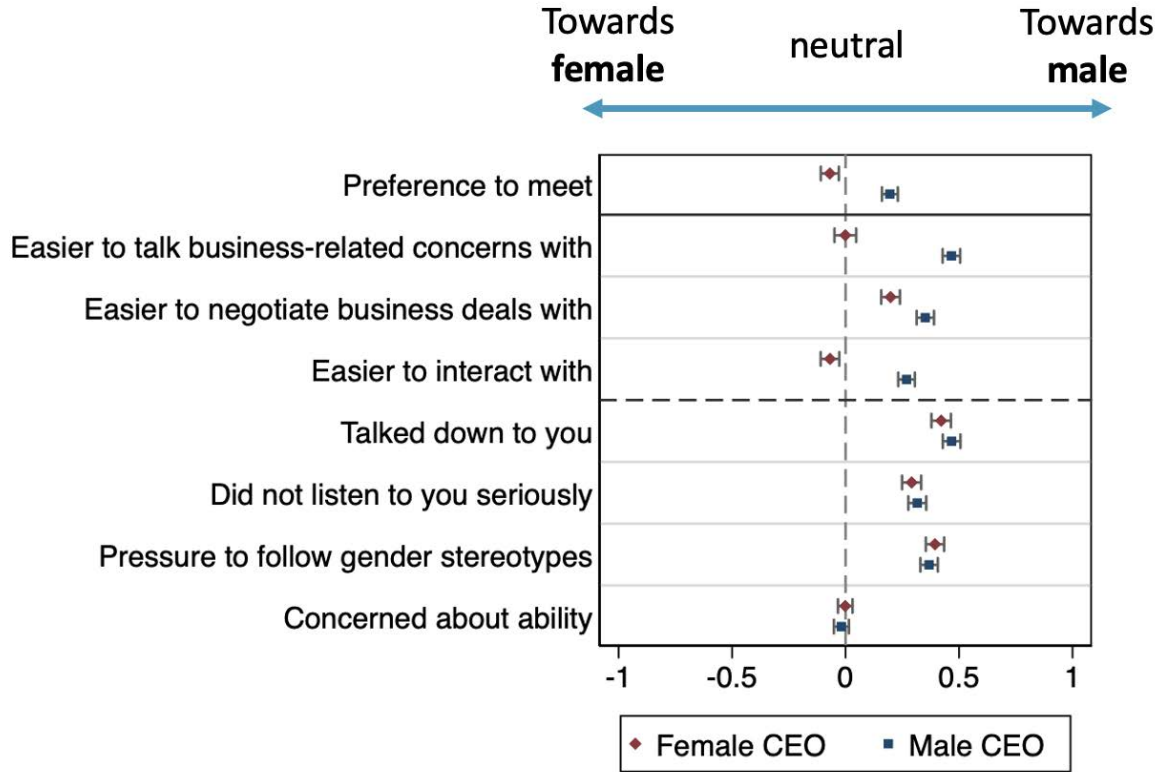 Towards
female
neutral
Towards
male
Preference to meet
Easier to talk business-related concerns with
Easier to negotiate business deals with
Easier to interact with
Talked down to you
Did not listen to you seriously
Pressure to follow gender stereotypes
Concerned about ability
-1 -0.5 0 0.5 1
Female CEO Male CEO